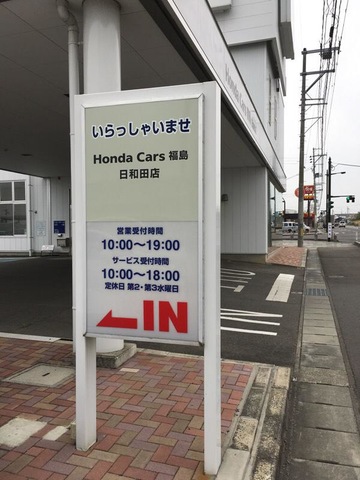 いらっしゃいませ
Honda Cars 福島
日和田店
営業受付時間
10:00〜19:00
サービス受付時間
10:00〜18:00
定休日 第2・第3水曜日
IN
Honda Cars